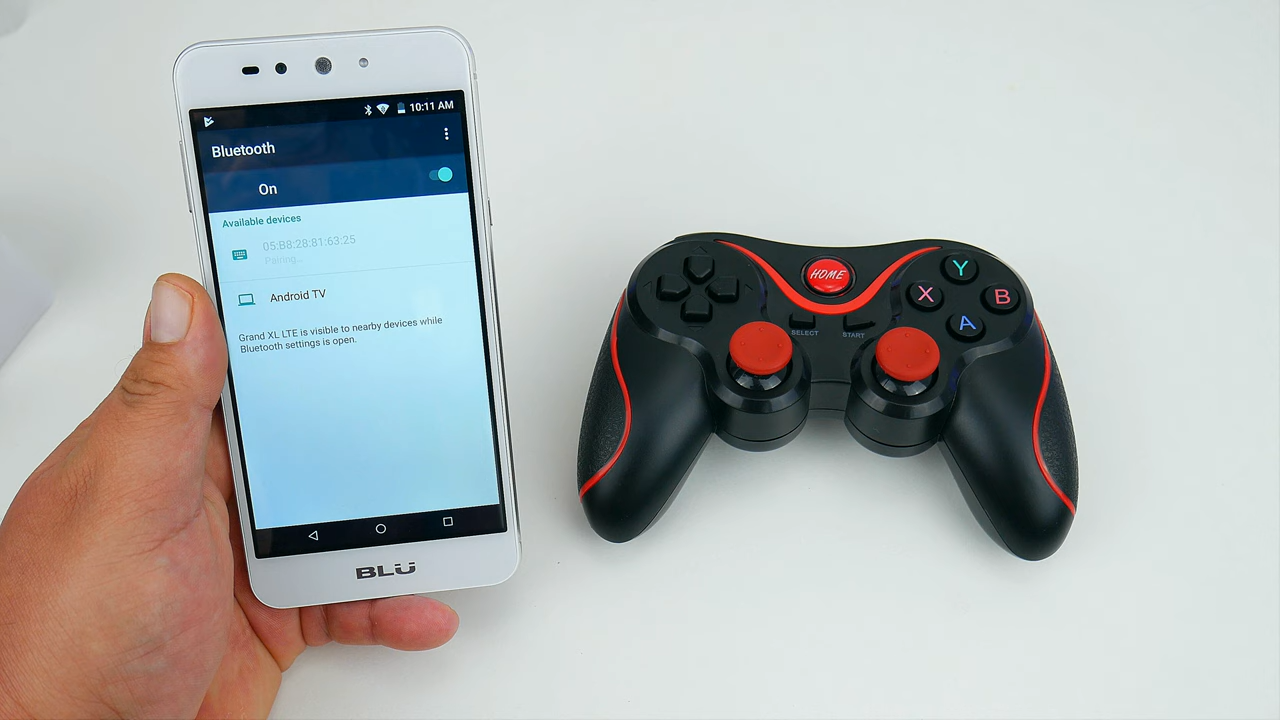 10:11 AM
Bluetooth
On
Available devices
05:B8:28:81:63:25
Pairing...
Android TV
Grand XL LTE is visible to nearby devices while
Bluetooth settings is open.
BLU
HOME
SELECT
START
Y
X
B
A